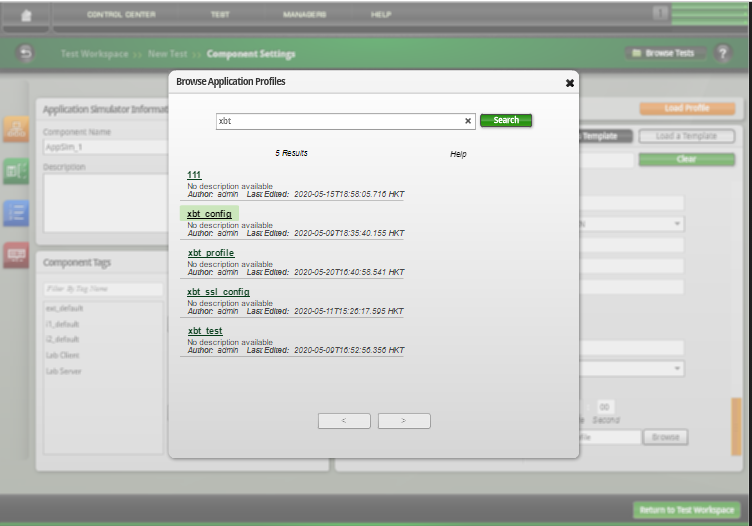 CONTROL CENTER TEST MANAGERS HELP 1
Test Workspace >> New Test >> Component Settings Browse Tests ?
Browse Application Profiles
Application Simulator Informat
Load Profile
xbt × Search
Component Name
Template Load a Template
AppSim_1
Clear
5 Results Help
Description
111
No description available
Author: admin Last Edited: 2020-05-15T18:58:05.716 HKT
xbt_config
No description available
Author: admin Last Edited: 2020-05-09T18:35:40.155 HKT
xbt_profile
No description available
Author: admin Last Edited: 2020-05-20T16:40:58.541 HKT
Component Tags
Filter By Tag Name
xbt_ssl_config
No description available
Author: admin Last Edited: 2020-05-11T15:26:17.595 HKT
ext_default
i1_default
i2_default
Lab Client
Lab Server
xbt_test
No description available
Author: admin Last Edited: 2020-05-09T16:52:56.356 HKT
00
Second
< >
file Browse
Return to Test Workspace